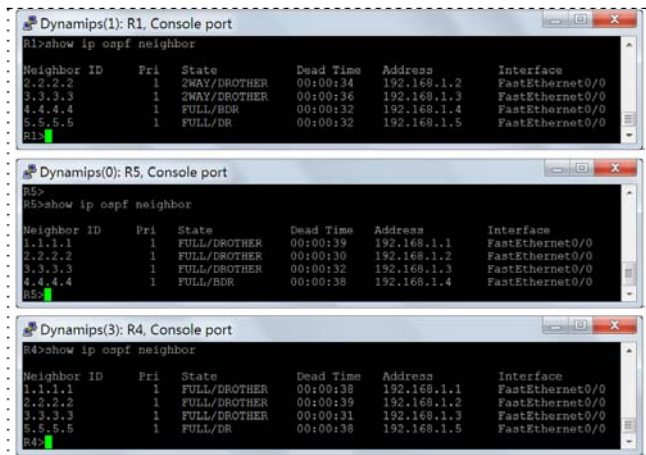 Dynamips(1): R1, Console port
R1>show ip ospf neighbor
Neighbor ID Pri State Dead Time Address Interface
2.2.2.2 1 2WAY/DROTHER 00:00:34 192.168.1.2 FastEthernet0/0
3.3.3.3 1 2WAY/DROTHER 00:00:36 192.168.1.3 FastEthernet0/0
4.4.4.4 1 FULL/BDR 00:00:32 192.168.1.4 FastEthernet0/0
5.5.5.5 1 FULL/DR 00:00:32 192.168.1.5 FastEthernet0/0
R1>
Dynamips(0): R5, Console port
R5>
R5>show ip ospf neighbor
Neighbor ID Pri State Dead Time Address Interface
1.1.1.1 1 FULL/DROTHER 00:00:39 192.168.1.1 FastEthernet0/0
2.2.2.2 1 FULL/DROTHER 00:00:30 192.168.1.2 FastEthernet0/0
3.3.3.3 1 FULL/DROTHER 00:00:32 192.168.1.3 FastEthernet0/0
4.4.4.4 1 FULL/BDR 00:00:38 192.168.1.4 FastEthernet0/0
R5>
Dynamips(3): R4, Console port
R4>show ip ospf neighbor
Neighbor ID Pri State Dead Time Address Interface
1.1.1.1 1 FULL/DROTHER 00:00:38 192.168.1.1 FastEthernet0/0
2.2.2.2 1 FULL/DROTHER 00:00:39 192.168.1.2 FastEthernet0/0
3.3.3.3 1 FULL/DROTHER 00:00:31 192.168.1.3 FastEthernet0/0
5.5.5.5 1 FULL/DR 00:00:38 192.168.1.5 FastEthernet0/0
R4>